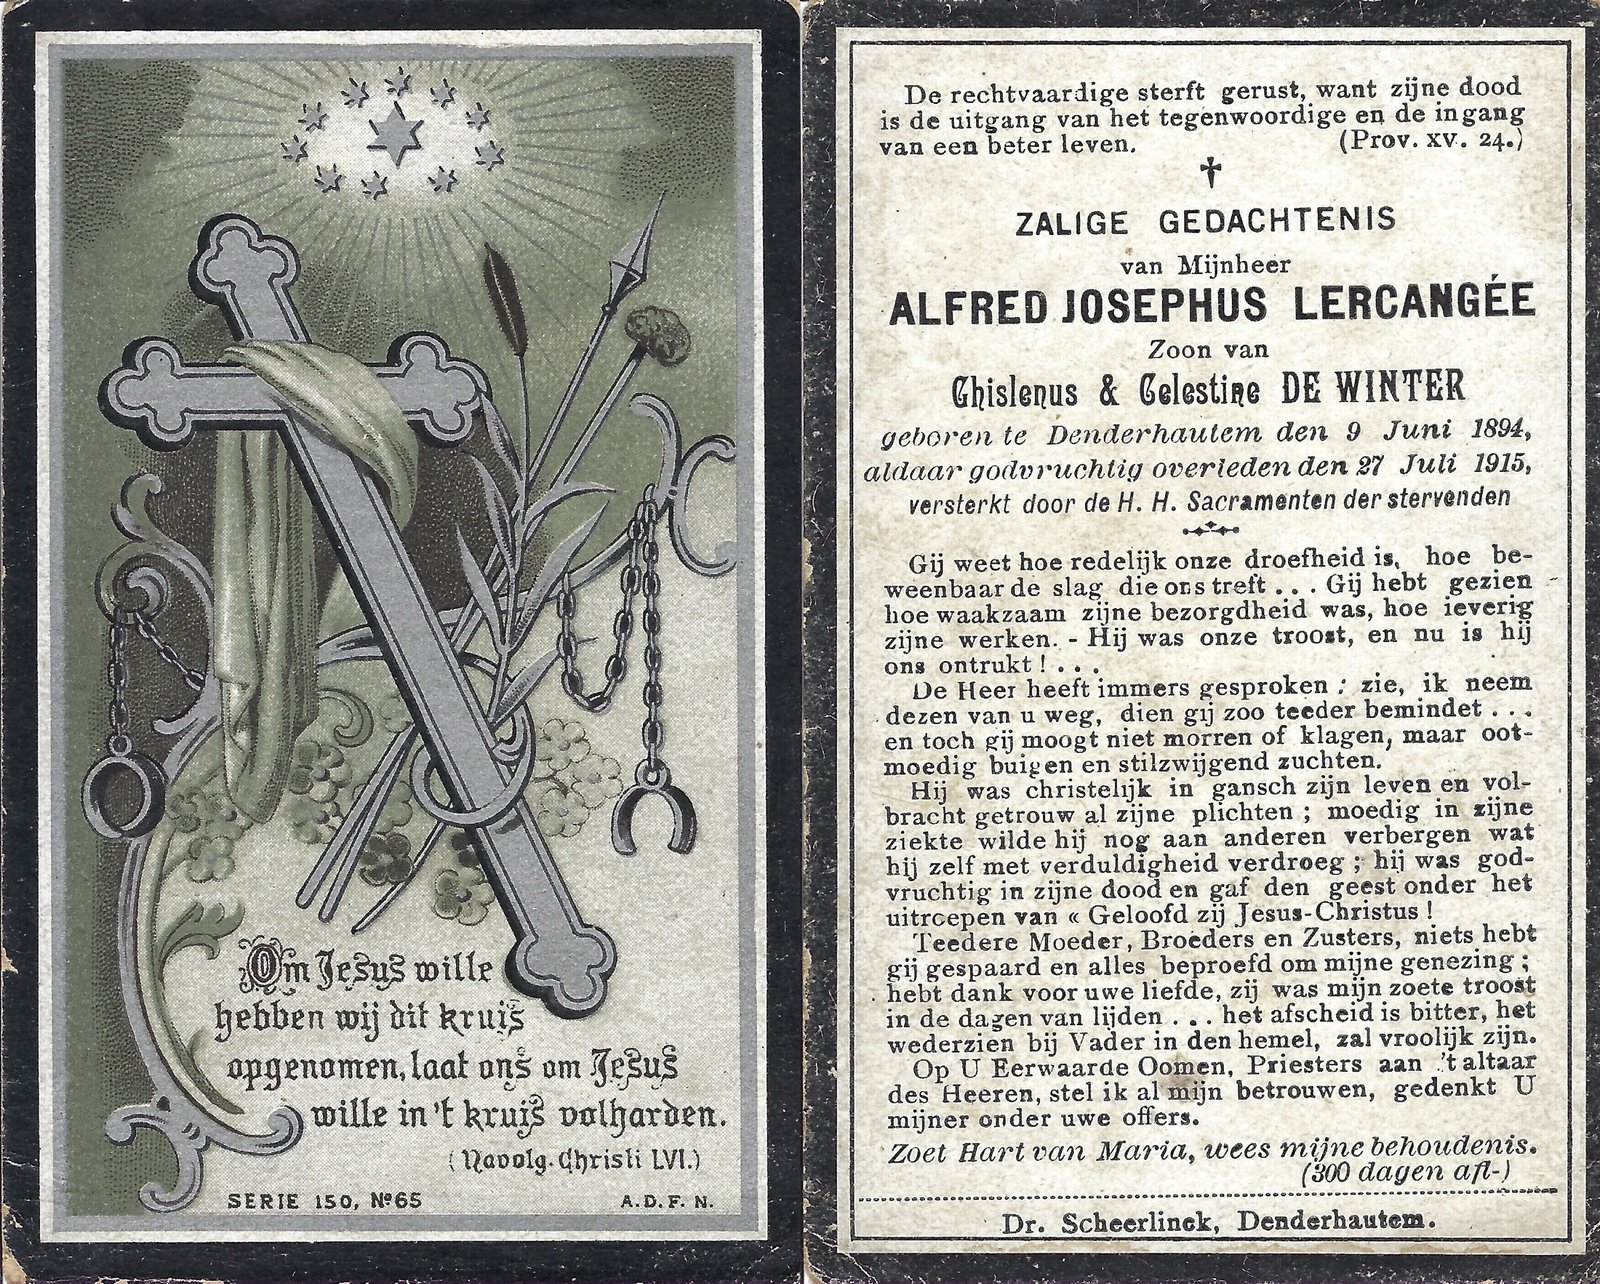 Om Jesus wille
hebben wij dit kruis
opgenomen, laat ons om Jesus
wille in 't kruis volharden.
(Navolg. Christi LVI.)
SERIE 150, Nº 65
A. D. F. N.
De rechtvaardige sterft gerust, want zijne dood
is de uitgang van het tegenwoordige en de ingang
van een beter leven. (Prov. XV. 24.)
†
ZALIGE GEDACHTENIS
van Mijnheer
ALFRED JOSEPHUS LERCANGÉE
Zoon van
Ghislenus & Celestine DE WINTER
geboren te Denderhautem den 9 Juni 1894,
aldaar godvruchtig overleden den 27 Juli 1915,
versterkt door de H. H. Sacramenten der stervenden
Gij weet hoe redelijk onze droefheid is, hoe be-
weenbaar de slag die ons treft . . . Gij hebt gezien
hoe waakzaam zijne bezorgdheid was, hoe ieverig
zijne werken. - Hij was onze troost, en nu is hij
ons ontrukt ! . . .
De Heer heeft immers gesproken : zie, ik neem
dezen van u weg, dien gij zoo teeder bemindet . . .
en toch gij moogt niet morren of klagen, maar oot-
moedig buigen en stilzwijgend zuchten.
Hij was christelijk in gansch zijn leven en vol-
bracht getrouw al zijne plichten ; moedig in zijne
ziekte wilde hij nog aan anderen verbergen wat
hij zelf met verduldigheid verdroeg ; hij was god-
vruchtig in zijne dood en gaf den geest onder het
uitroepen van « Geloofd zij Jesus-Christus !
Teedere Moeder, Broeders en Zusters, niets hebt
gij gespaard en alles beproefd om mijne genezing ;
hebt dank voor uwe liefde, zij was mijn zoete troost
in de dagen van lijden . . . het afscheid is bitter, het
wederzien bij Vader in den hemel, zal vroolijk zijn.
Op U Eerwaarde Oomen, Priesters aan 't altaar
des Heeren, stel ik al mijn betrouwen, gedenkt U
mijner onder uwe offers.
Zoet Hart van Maria, wees mijne behoudenis.
(300 dagen afl-)
Dr. Scheerlinck, Denderhautem.